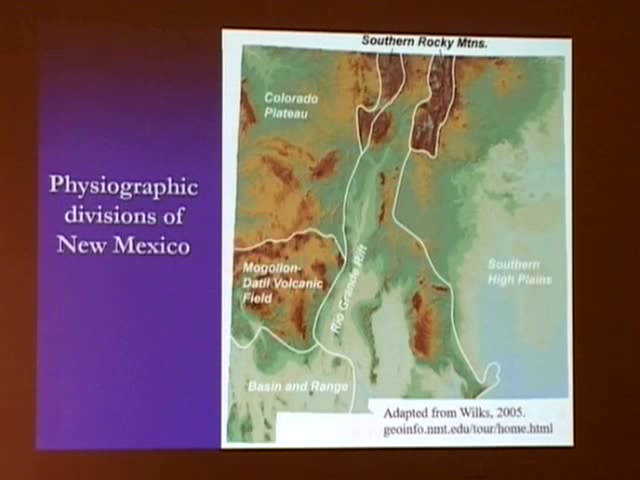 Southern Rocky Mtns.
Colorado
Plateau
Physiographic
divisions of
New Mexico
Mogollon-
Datil Volcanic
Field
Rio Grande Rift
Southern
High Plains
Basin and Range
Adapted from Wilks, 2005.
geoinfo.nmt.edu/tour/home.html